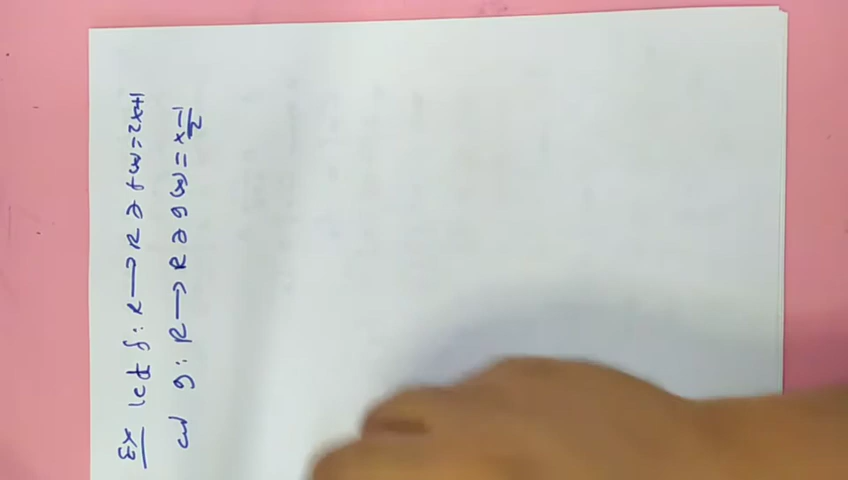 Ex let f : R → R ∂ f(x) = 2x+1
and g : R → R ∂ g(x) = x - 1/2